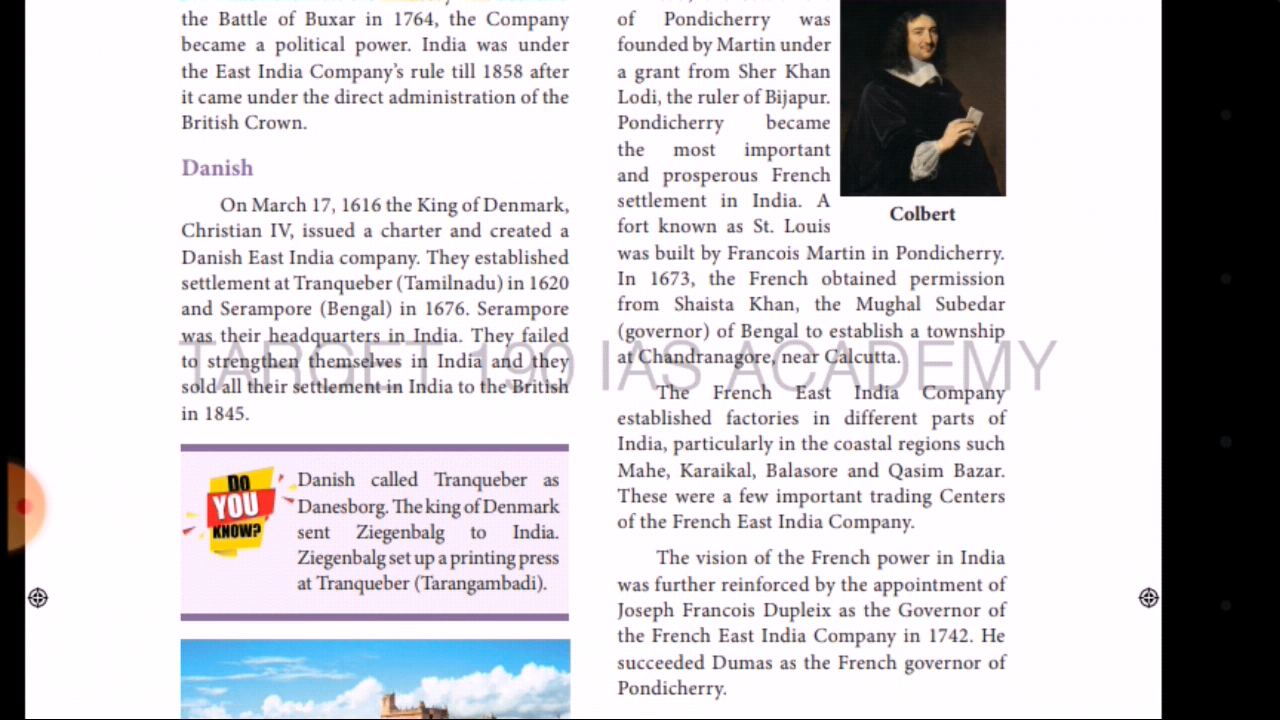 the Battle of Buxar in 1764, the Company
became a political power. India was under
the East India Company's rule till 1858 after
it came under the direct administration of the
British Crown.
Danish
On March 17, 1616 the King of Denmark,
Christian IV, issued a charter and created a
Danish East India company. They established
settlement at Tranqueber (Tamilnadu) in 1620
and Serampore (Bengal) in 1676. Serampore
was their headquarters in India. They failed
to strengthen themselves in India and they
sold all their settlement in India to the British
in 1845.
DO
YOU
KNOW?
Danish called Tranqueber as
Danesborg. The king of Denmark
sent Ziegenbalg to India.
Ziegenbalg set up a printing press
at Tranqueber (Tarangambadi).
of Pondicherry was
founded by Martin under
a grant from Sher Khan
Lodi, the ruler of Bijapur.
Pondicherry became
the most important
and prosperous French
settlement in India. A
fort known as St. Louis
was built by Francois Martin in Pondicherry.
In 1673, the French obtained permission
from Shaista Khan, the Mughal Subedar
(governor) of Bengal to establish a township
at Chandranagore, near Calcutta.
Colbert
The French East India Company
established factories in different parts of
India, particularly in the coastal regions such
Mahe, Karaikal, Balasore and Qasim Bazar.
These were a few important trading Centers
of the French East India Company.
The vision of the French power in India
was further reinforced by the appointment of
Joseph Francois Dupleix as the Governor of
the French East India Company in 1742. He
succeeded Dumas as the French governor of
Pondicherry.
TARGET 190 IAS ACADEMY